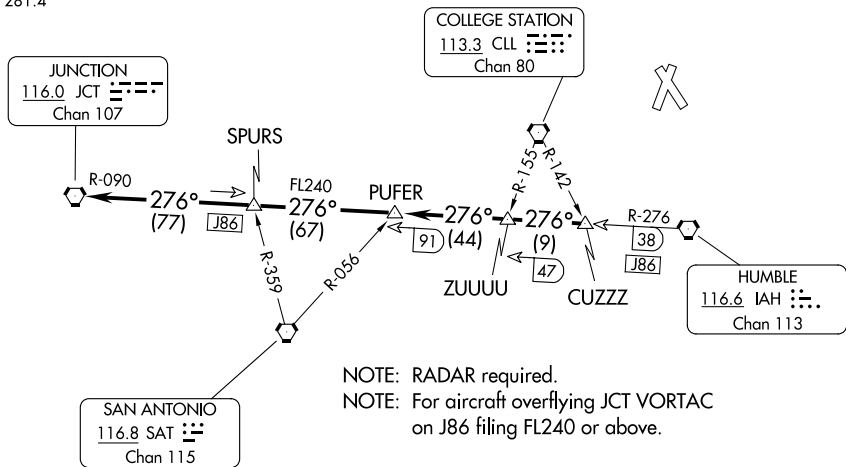 281.4
COLLEGE STATION
113.3 CLL
Chan 80
JUNCTION
116.0 JCT
Chan 107
SPURS
R-090
276°
(77)
J86
FL240
276°
(67)
PUFER
91
276°
(44)
ZUUUU
47
276°
(9)
CUZZZ
R-155
R-142
R-276
38
J86
HUMBLE
116.6 IAH
Chan 113
R-359
R-056
SAN ANTONIO
116.8 SAT
Chan 115
NOTE: RADAR required.
NOTE: For aircraft overflying JCT VORTAC
on J86 filing FL240 or above.